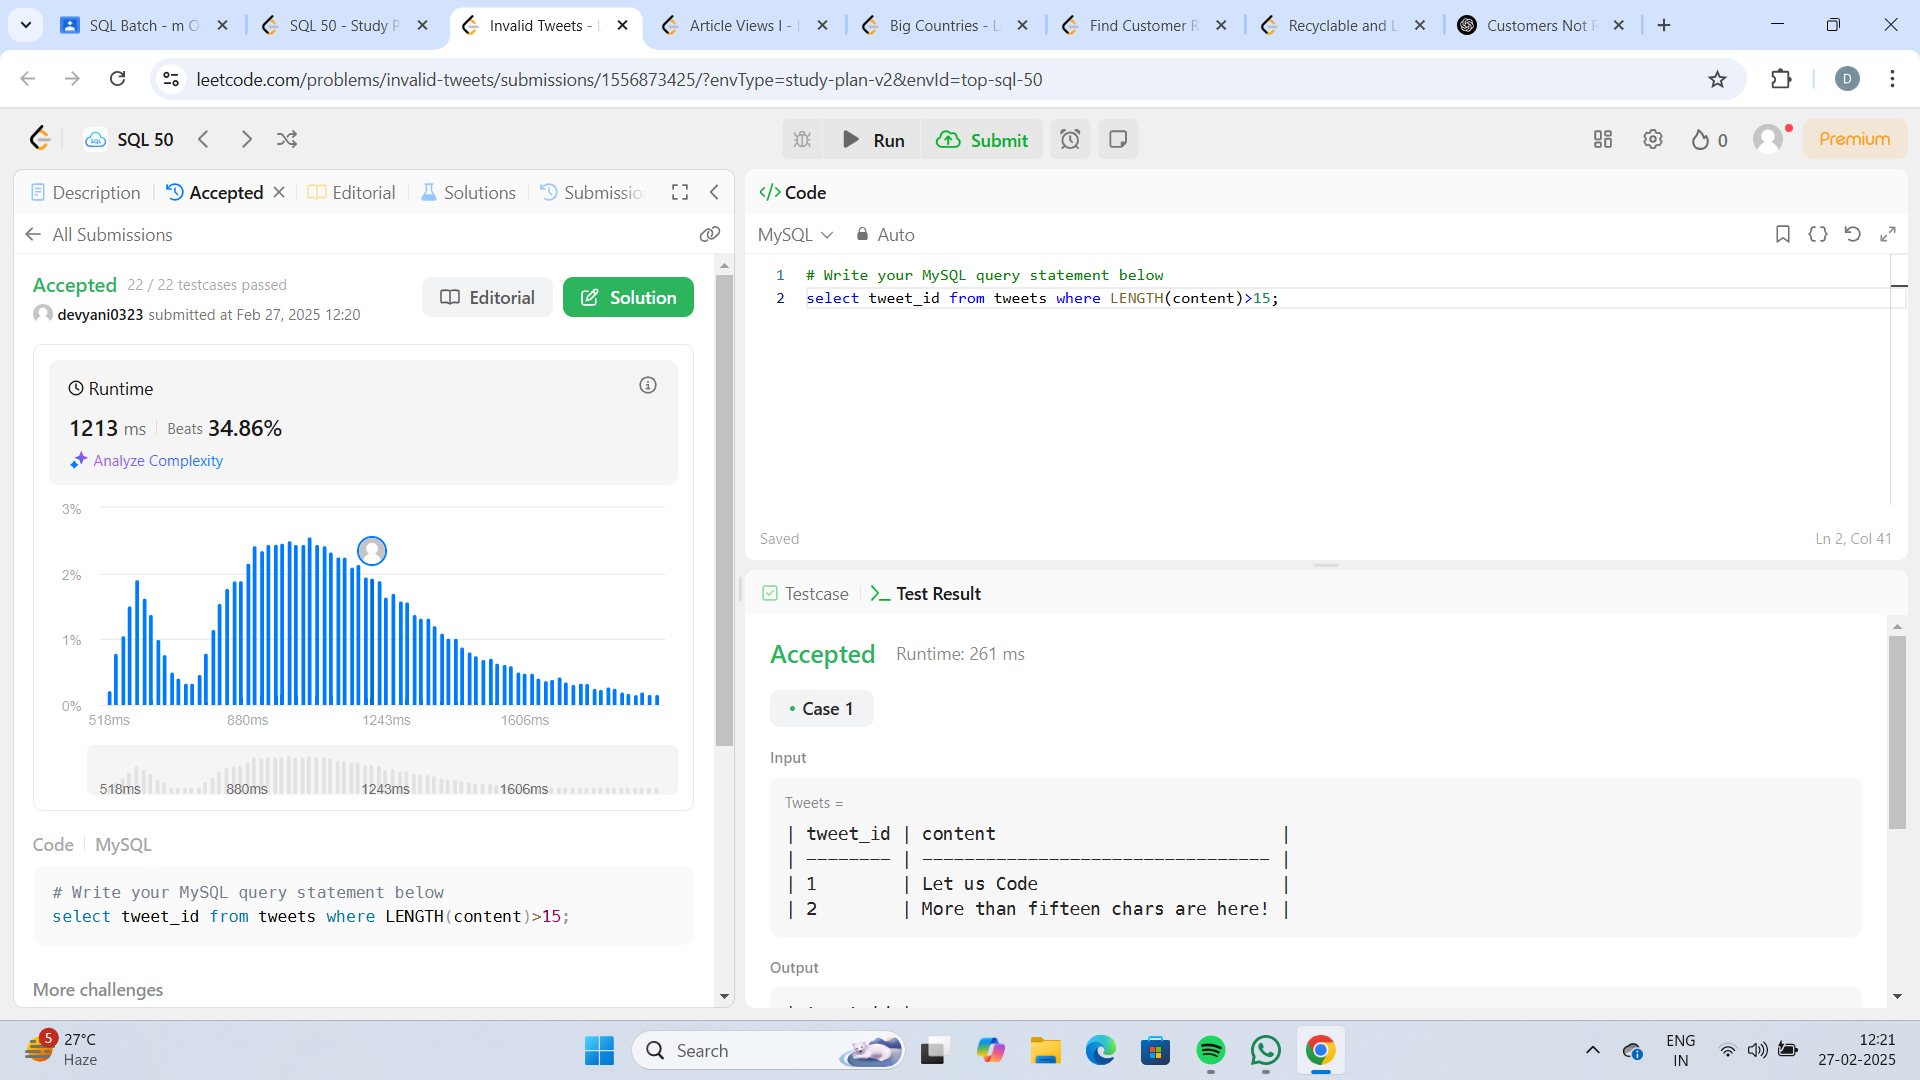 SQL Batch - m O
SQL 50 - Study P
Invalid Tweets - L
Article Views I - L
Big Countries - L
Find Customer R
Recyclable and L
Customers Not R
leetcode.com/problems/invalid-tweets/submissions/1556873425/?envType=study-plan-v2&envId=top-sql-50
D
SQL 50
Run
Submit
0
Premium
Description
Accepted
Editorial
Solutions
Submissio
All Submissions
Accepted 22 / 22 testcases passed
devyani0323 submitted at Feb 27, 2025 12:20
Editorial
Solution
Runtime
1213 ms Beats 34.86%
Analyze Complexity
3%
2%
1%
0%
518ms 880ms 1243ms 1606ms
518ms 880ms 1243ms 1606ms
Code MySQL
# Write your MySQL query statement below
select tweet_id from tweets where LENGTH(content)>15;
More challenges
</> Code
MySQL Auto
1 # Write your MySQL query statement below
2 select tweet_id from tweets where LENGTH(content)>15;
Saved
Ln 2, Col 41
Testcase
Test Result
Accepted Runtime: 261 ms
• Case 1
Input
Tweets =
| tweet_id | content |
| -------- | --------------------------------- |
| 1 | Let us Code |
| 2 | More than fifteen chars are here! |
Output
5
27°C
Haze
Search
ENG
IN
12:21
27-02-2025